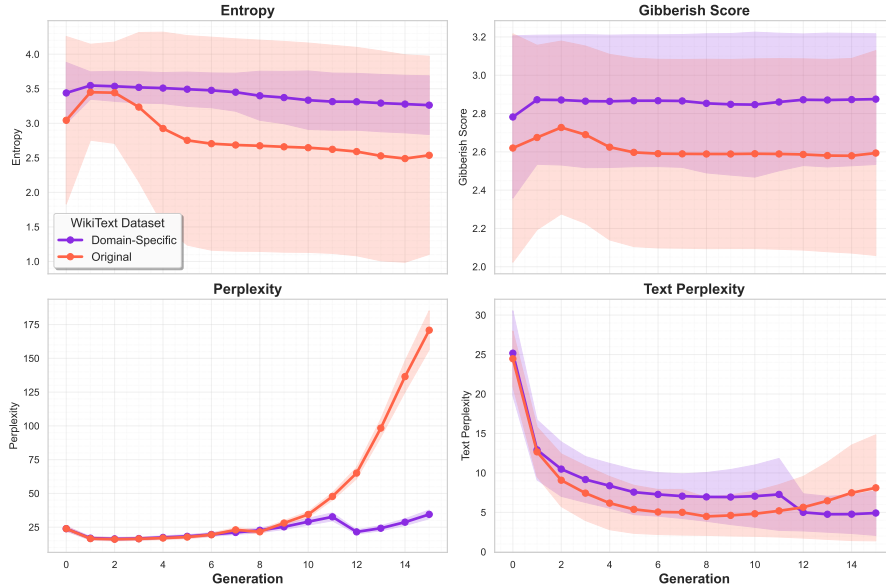 Entropy
Gibberish Score
4.0
3.5
3.0
2.5
2.0
1.5
1.0
Entropy
WikiText Dataset
Domain-Specific
Original
3.2
3.0
2.8
2.6
2.4
2.2
2.0
Gibberish Score
Perplexity
Text Perplexity
175
150
125
100
75
50
25
Perplexity
0 2 4 6 8 10 12 14
Generation
30
25
20
15
10
5
0
Text Perplexity
0 2 4 6 8 10 12 14
Generation